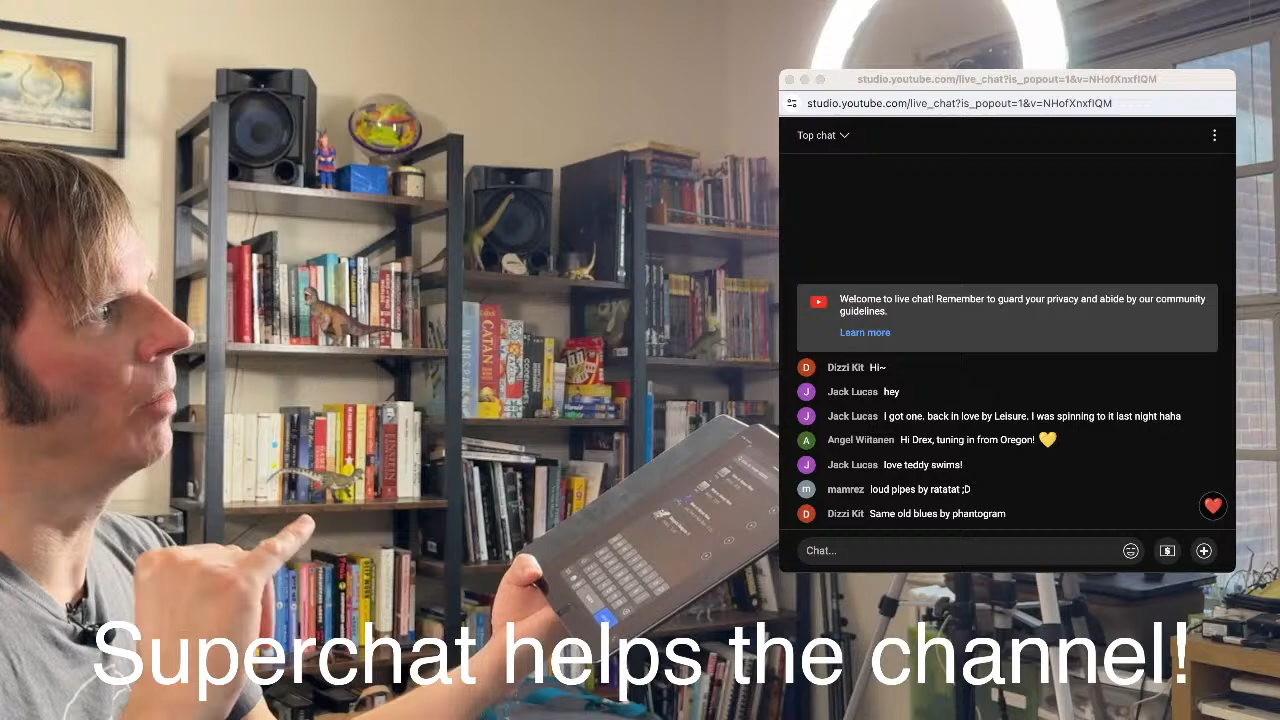 studio.youtube.com/live_chat?is_popout=1&v=NHofXnxfIQM
studio.youtube.com/live_chat?is_popout=1&v=NHofXnxfIQM
Top chat
Welcome to live chat! Remember to guard your privacy and abide by our community
guidelines.
Learn more
D Dizzi Kit Hi~
J Jack Lucas hey
J Jack Lucas I got one. back in love by Leisure. I was spinning to it last night haha
A Angel Wiitanen Hi Drex, tuning in from Oregon! 💛
J Jack Lucas love teddy swims!
m mamrez loud pipes by ratatat ;D
D Dizzi Kit Same old blues by phantogram
Chat...
WINGSPAN
CATAN
CODENAMES
EINSTEIN
Superchat helps the channel!